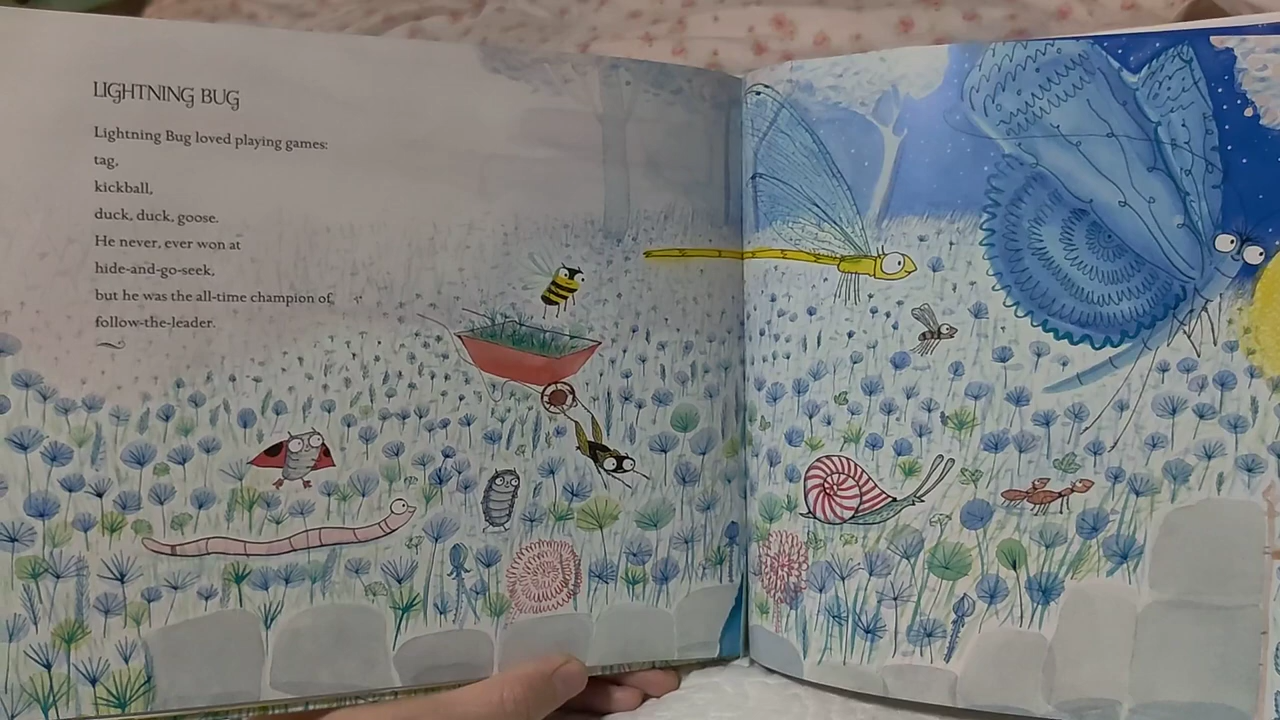 LIGHTNING BUG
Lightning Bug loved playing games:
tag,
kickball,
duck, duck, goose.
He never, ever won at
hide-and-go-seek,
but he was the all-time champion of
follow-the-leader.